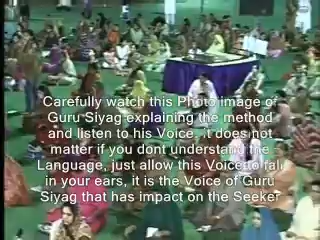 Carefully watch this Photo image of
Guru Siyag explaining the method
and listen to his Voice, it does not
matter if you dont understand the
Language, just allow this Voice to fall
in your ears, it is the Voice of Guru
Siyag that has impact on the Seeker